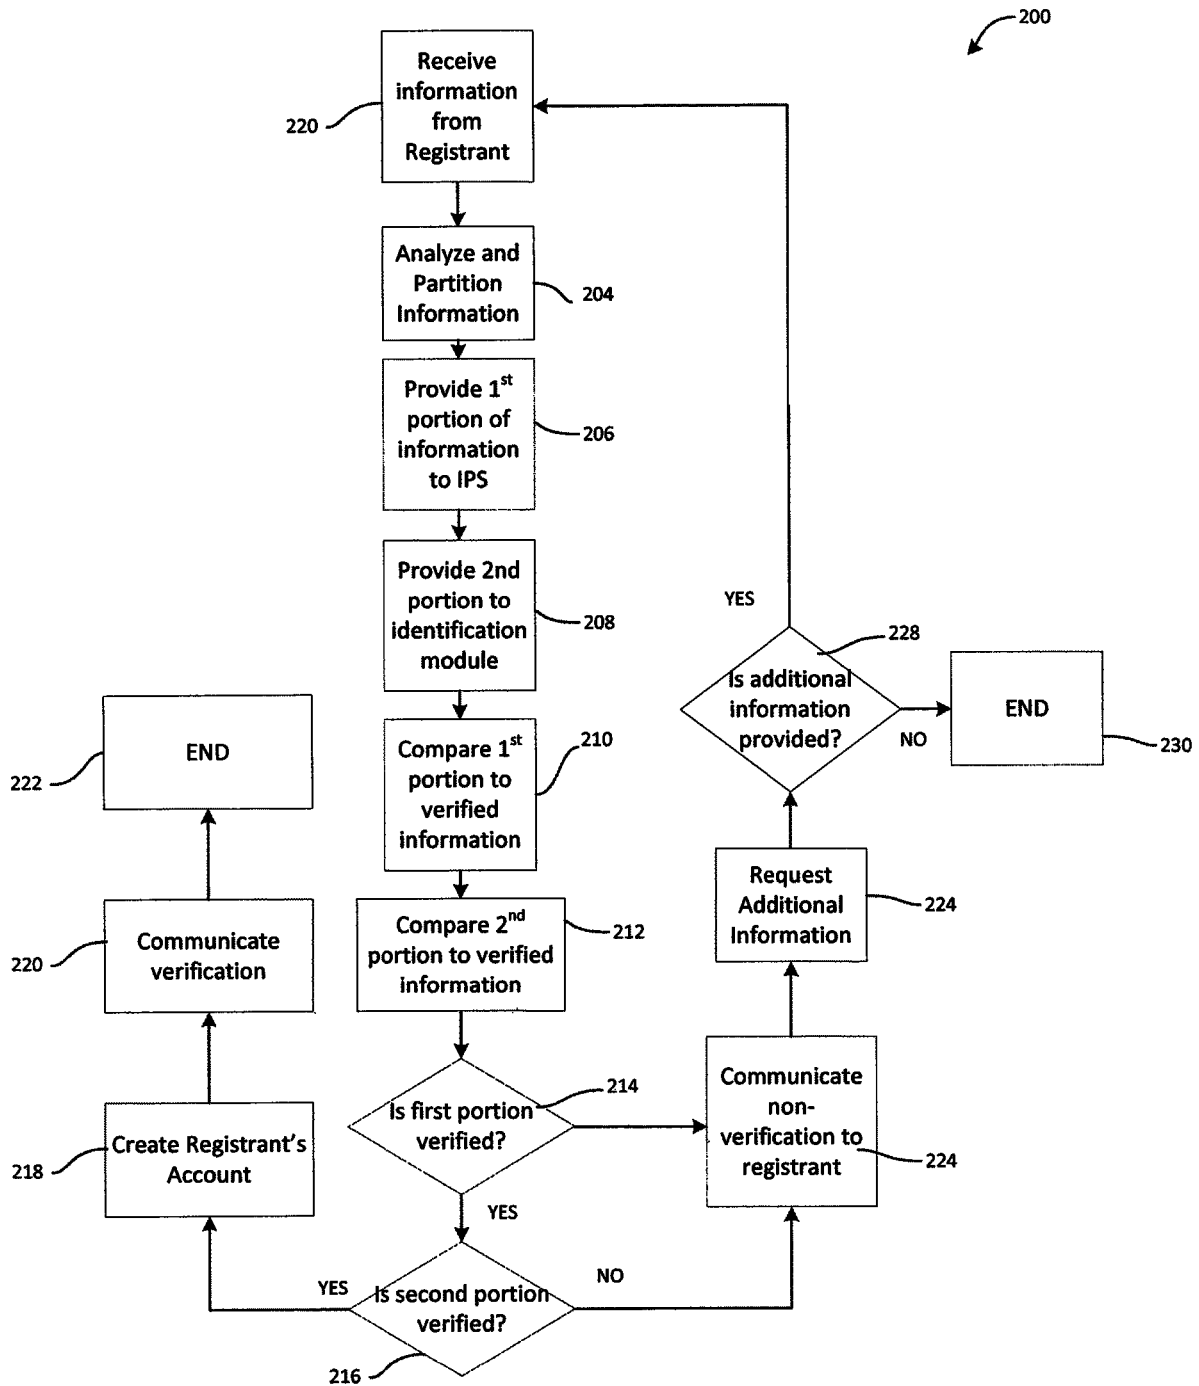 200
Receive
information
from
Registrant
220
Analyze and
Partition
Information
204
Provide 1st
portion of
information
to IPS
206
Provide 2nd
portion to
identification
module
208
Compare 1st
portion to
verified
information
210
Compare 2nd
portion to verified
information
212
Is first portion
verified?
214
YES
Is second portion
verified?
216
YES
NO
Create Registrant's
Account
218
Communicate
verification
220
END
222
Communicate
non-
verification to
registrant
224
Request
Additional
Information
224
Is additional
information
provided?
228
YES
NO
END
230